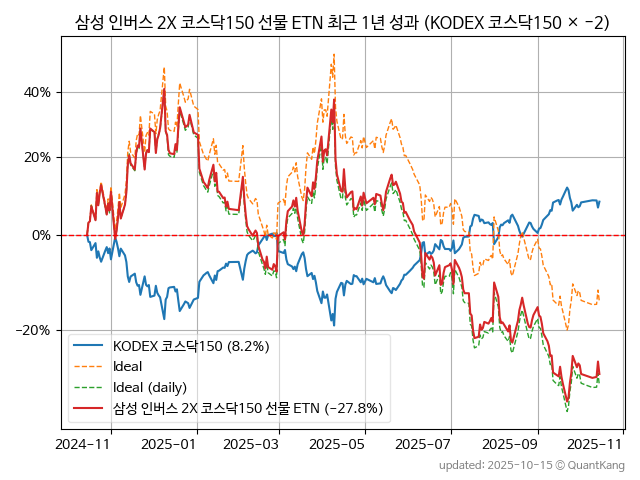 삼성 인버스 2X 코스닥150 선물 ETN 최근 1년 성과 (KODEX 코스닥150 × −2)
40%
20%
0%
−20%
KODEX 코스닥150 (8.2%)
Ideal
Ideal (daily)
삼성 인버스 2X 코스닥150 선물 ETN (−27.8%)
2024-11 2025-01 2025-03 2025-05 2025-07 2025-09 2025-11
updated: 2025-10-15 © QuantKang